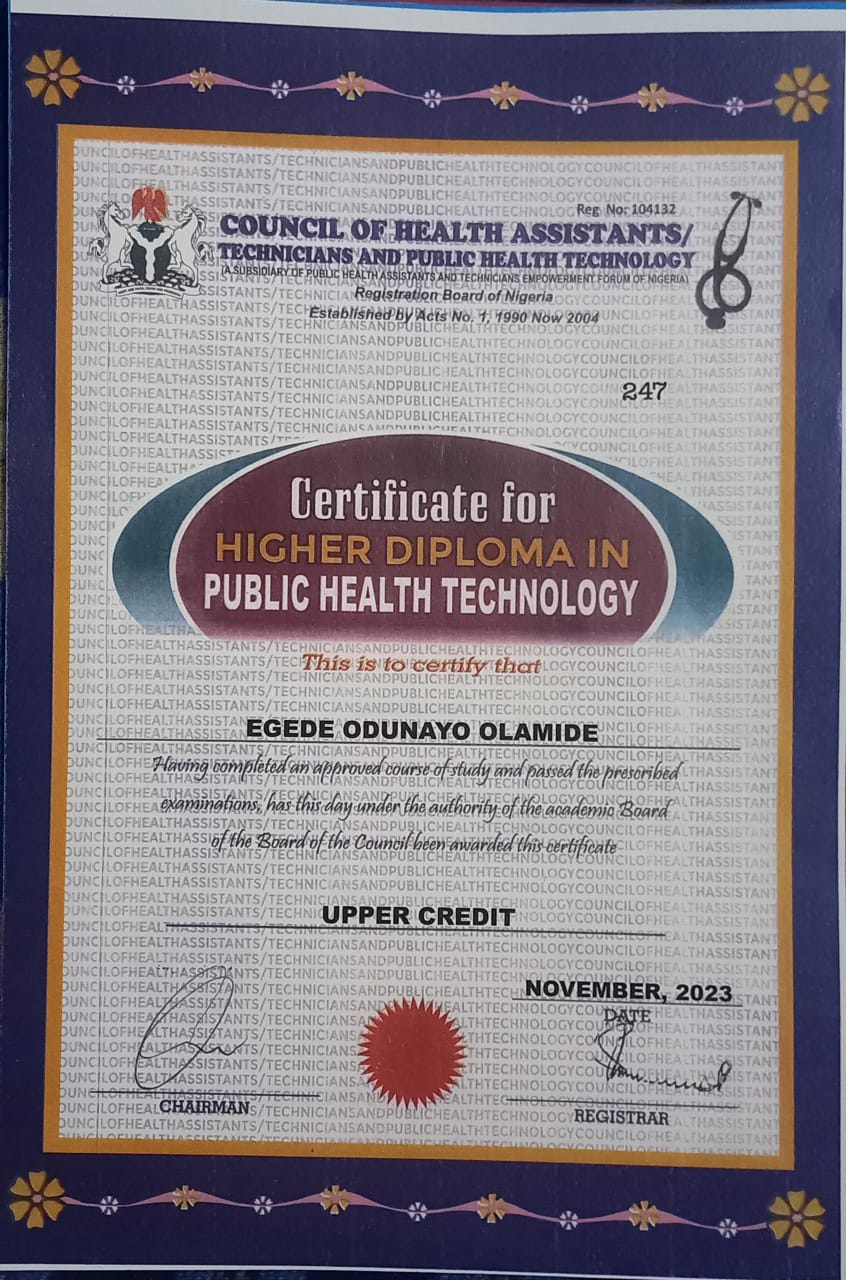 Reg No: 104132
COUNCIL OF HEALTH ASSISTANTS/
TECHNICIANS AND PUBLIC HEALTH TECHNOLOGY
(A SUBSIDIARY OF PUBLIC HEALTH ASSISTANTS AND TECHNICIANS EMPOWERMENT FORUM OF NIGERIA)
Registration Board of Nigeria
Established by Acts No. 1, 1990 Now 2004
247
Certificate for
HIGHER DIPLOMA IN
PUBLIC HEALTH TECHNOLOGY
This is to certify that
EGEDE ODUNAYO OLAMIDE
Having completed an approved course of study and passed the prescribed
examinations, has this day under the authority of the academic Board
of the Board of the Council been awarded this certificate
UPPER CREDIT
NOVEMBER, 2023
DATE
CHAIRMAN
REGISTRAR